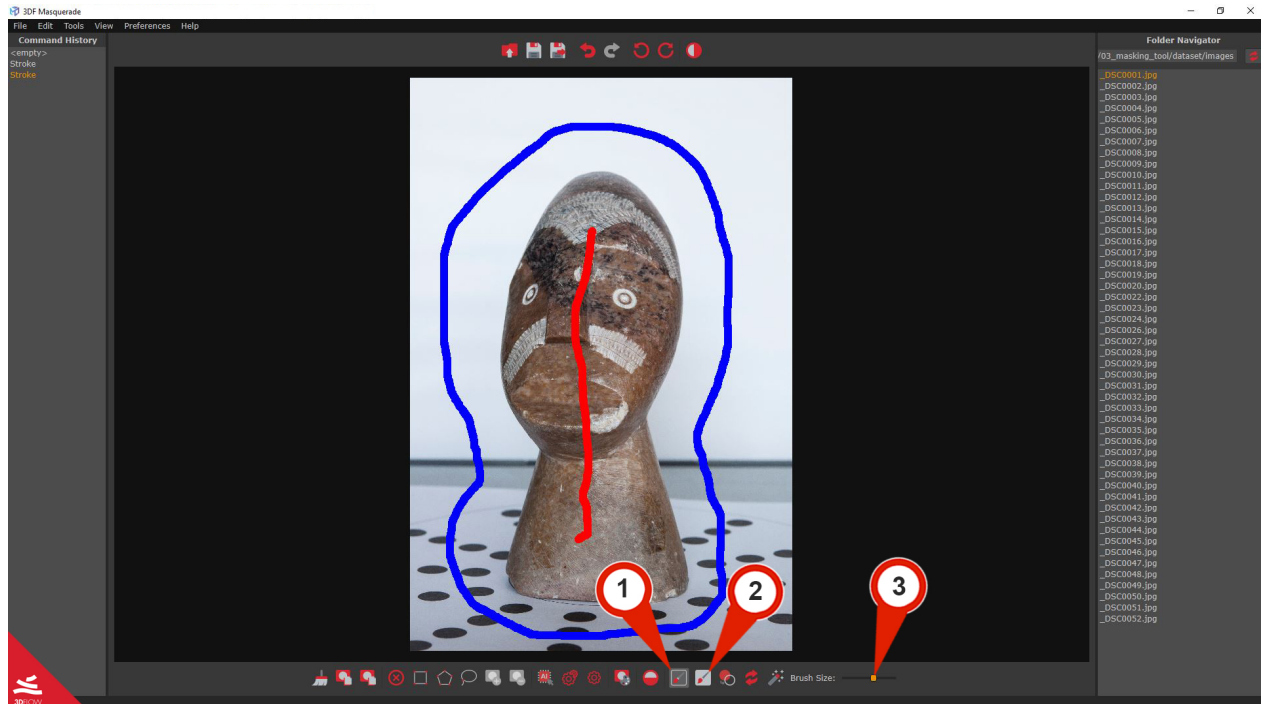 3DF Masquerade
File Edit Tools View Preferences Help
Command History
<empty>
Stroke
Stroke
Folder Navigator
/03_masking_tool/dataset/images
_DSC0001.jpg
_DSC0002.jpg
_DSC0003.jpg
_DSC0004.jpg
_DSC0005.jpg
_DSC0006.jpg
_DSC0007.jpg
_DSC0008.jpg
_DSC0009.jpg
_DSC0010.jpg
_DSC0011.jpg
_DSC0012.jpg
_DSC0013.jpg
_DSC0014.jpg
_DSC0015.jpg
_DSC0016.jpg
_DSC0017.jpg
_DSC0018.jpg
_DSC0019.jpg
_DSC0020.jpg
_DSC0022.jpg
_DSC0023.jpg
_DSC0024.jpg
_DSC0026.jpg
_DSC0027.jpg
_DSC0028.jpg
_DSC0029.jpg
_DSC0030.jpg
_DSC0031.jpg
_DSC0032.jpg
_DSC0033.jpg
_DSC0034.jpg
_DSC0035.jpg
_DSC0036.jpg
_DSC0037.jpg
_DSC0038.jpg
_DSC0039.jpg
_DSC0040.jpg
_DSC0041.jpg
_DSC0042.jpg
_DSC0043.jpg
_DSC0044.jpg
_DSC0045.jpg
_DSC0046.jpg
_DSC0047.jpg
_DSC0048.jpg
_DSC0049.jpg
_DSC0050.jpg
_DSC0051.jpg
_DSC0052.jpg
1
2
3
AI
Brush Size:
3DFLOW